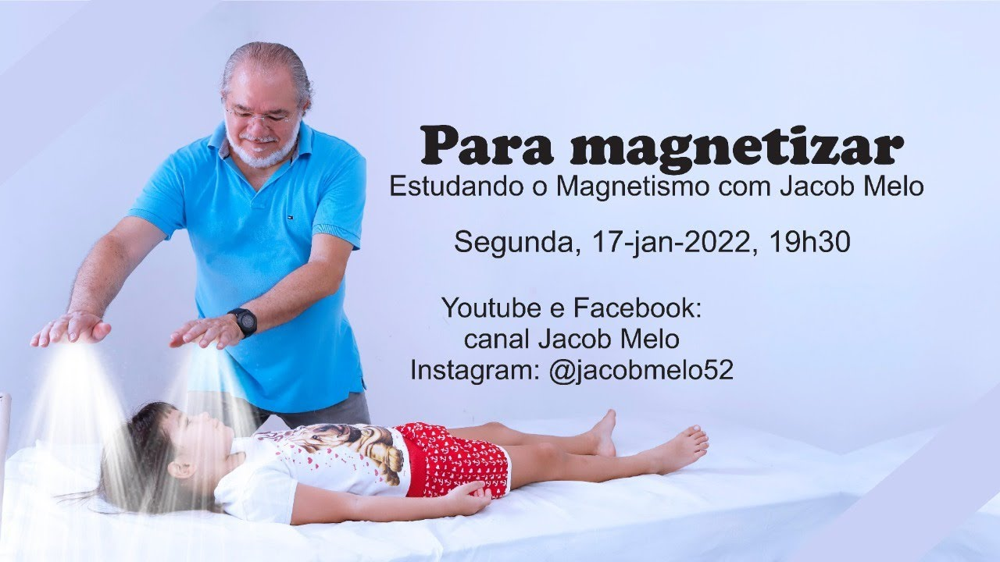 Para magnetizar
Estudando o Magnetismo com Jacob Melo
Segunda, 17-jan-2022, 19h30
Youtube e Facebook:
canal Jacob Melo
Instagram: @jacobmelo52